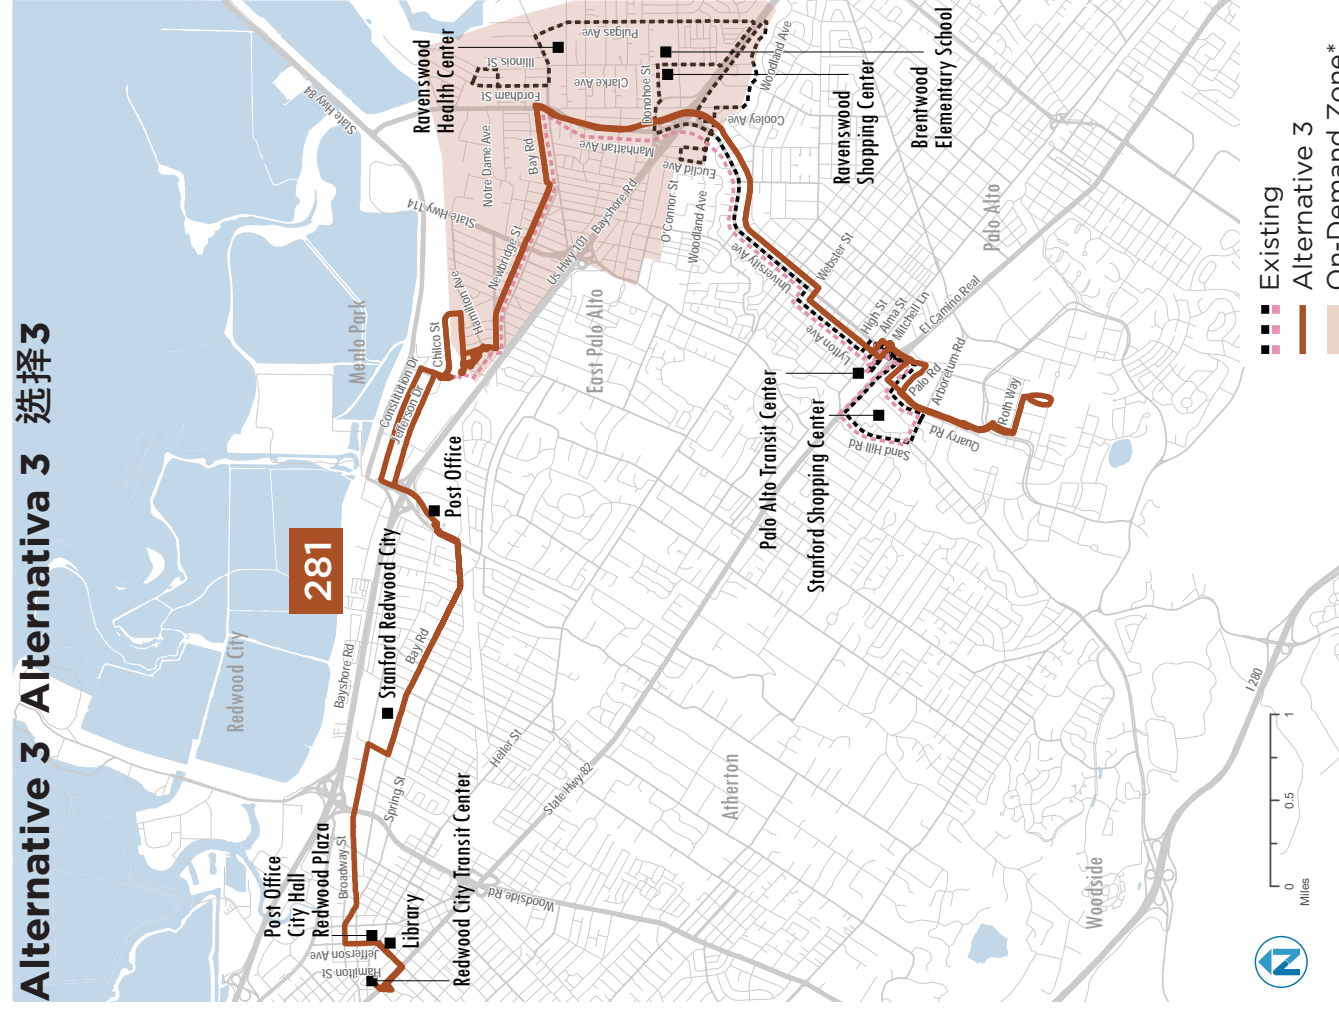 Alternative 3 Alternativa 3 选择3
281
Ravenswood
Health Center
Brentwood
Elementary School
Ravenswood
Shopping Center
Palo Alto Transit Center
Stanford Shopping Center
Post Office
Stanford Redwood City
Post Office
City Hall
Redwood Plaza
Library
Redwood City Transit Center
Menlo Park
Redwood City
East Palo Alto
Palo Alto
Atherton
Woodside
State Hwy 84
Pulgas Ave
Illinois St
Clarke Ave
Fordham St
Donohoe St
Woodland Ave
Cooley Ave
Notre Dame Ave
Bay Rd
Manhattan Ave
Euclid Ave
State Hwy 114
Bayshore Rd
O'Connor St
Woodland Ave
US Hwy 101
Newbridge St
Hamilton Ave
Chilco St
Constitution Dr
Jefferson Dr
University Ave
Webster St
Lytton Ave
High St
Alma St
Mitchell Ln
El Camino Real
Palo Rd
Arboretum Rd
Roth Way
Quarry Rd
Sand Hill Rd
Bayshore Rd
Bay Rd
Heller St
State Hwy 82
Spring St
Broadway St
Woodside Rd
Jefferson Ave
Hamilton St
I 280
Existing
Alternative 3
On-Demand Zone*
0 0.5 1
Miles
N